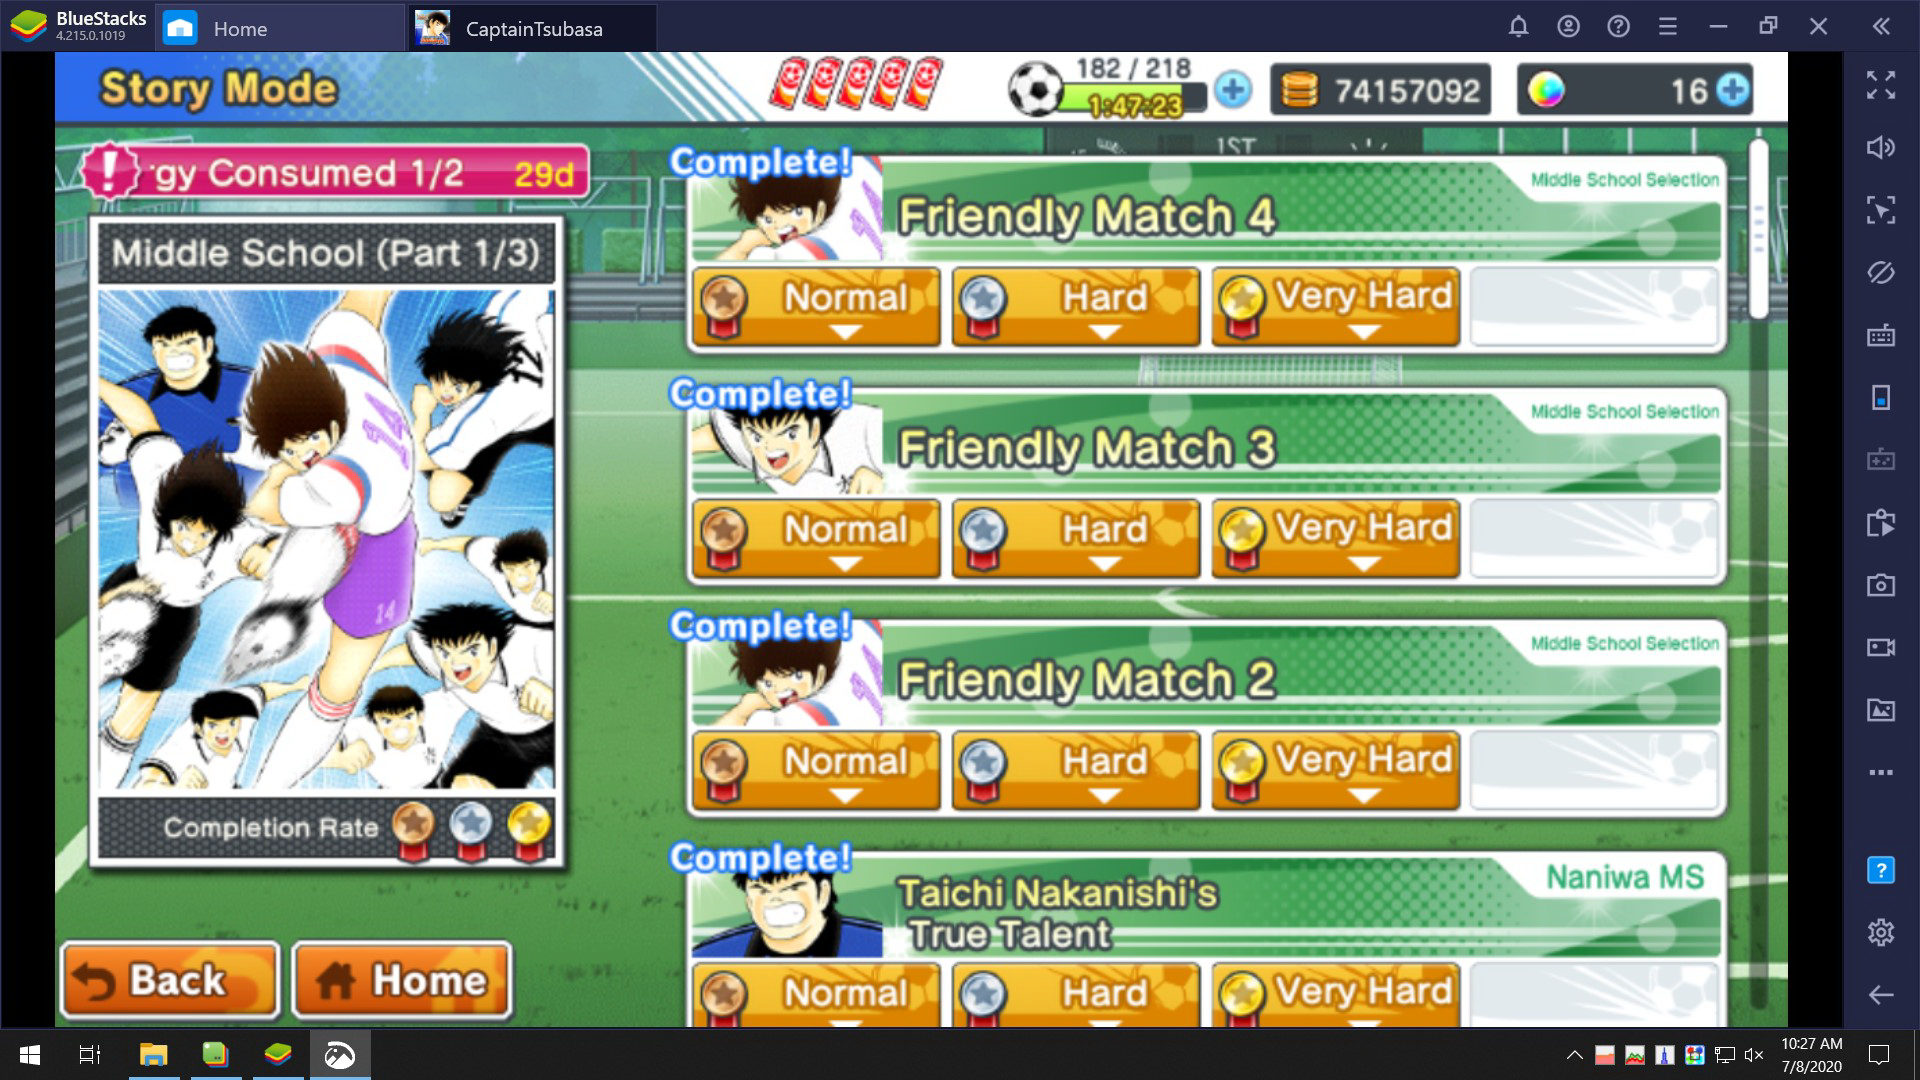 BlueStacks
4.215.0.1019
Home
CaptainTsubasa
Story Mode
182 / 218
1:47:23
74157092
16
gy Consumed 1/2 29d
Middle School (Part 1/3)
14
Completion Rate
Back
Home
1ST
Complete!
Middle School Selection
Friendly Match 4
Normal
Hard
Very Hard
Complete!
Middle School Selection
Friendly Match 3
Normal
Hard
Very Hard
Complete!
Middle School Selection
Friendly Match 2
Normal
Hard
Very Hard
Complete!
Naniwa MS
Taichi Nakanishi's
True Talent
Normal
Hard
Very Hard
10:27 AM
7/8/2020